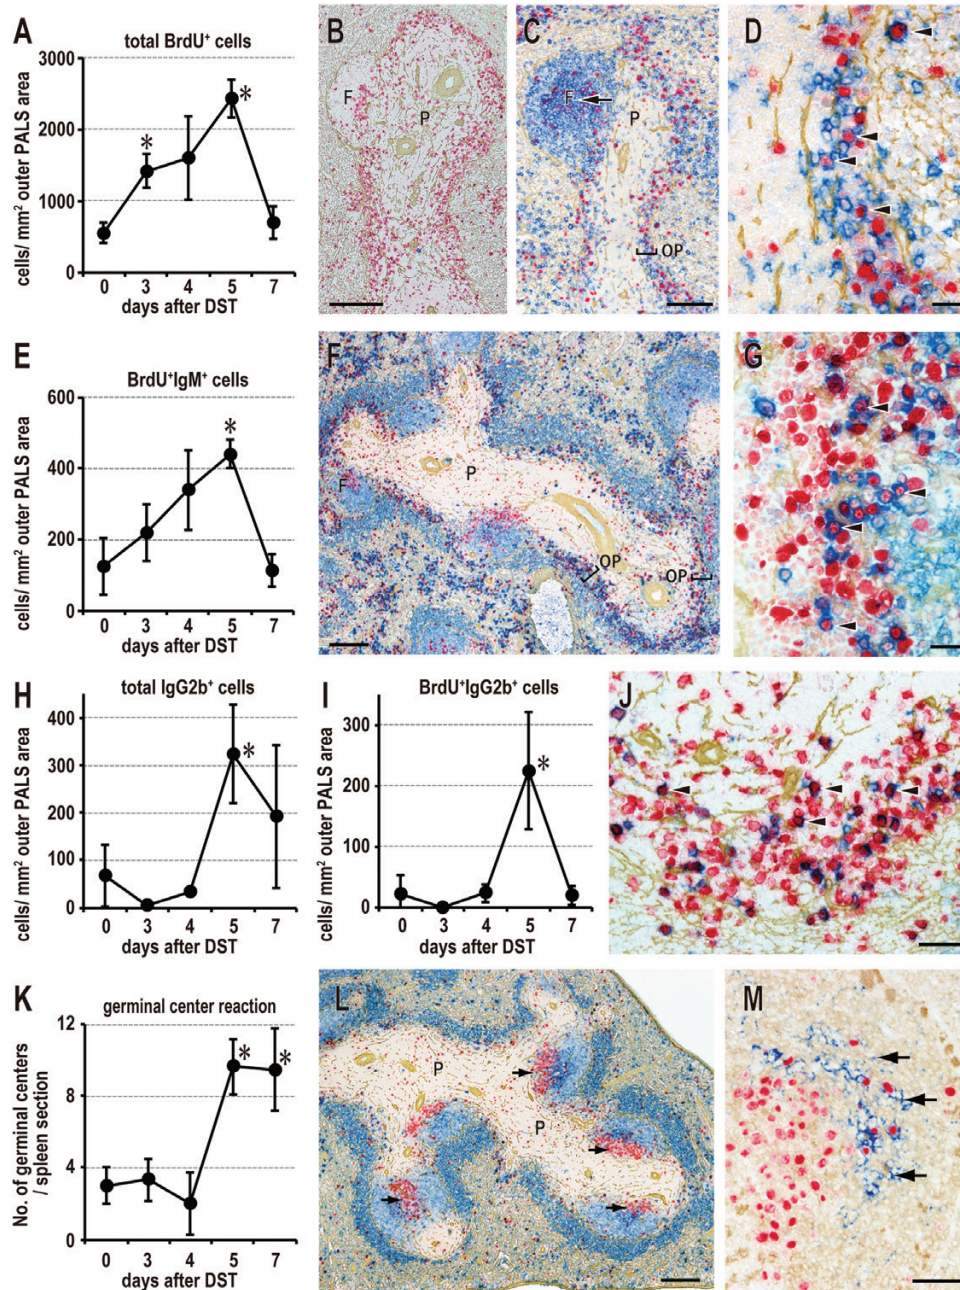 A
total BrdU⁺ cells
cells/ mm² outer PALS area
3000
2000
1000
0
0 3 4 5 7
* *
days after DST
B
F
P
C
F
P
OP
D
E
BrdU⁺IgM⁺ cells
cells/ mm² outer PALS area
600
400
200
0
0 3 4 5 7
*
days after DST
F
P
F
OP
OP
G
H
total IgG2b⁺ cells
cells/ mm² outer PALS area
400
300
200
100
0
0 3 4 5 7
*
days after DST
I
BrdU⁺IgG2b⁺ cells
cells/ mm² outer PALS area
300
200
100
0
0 3 4 5 7
*
days after DST
J
K
germinal center reaction
No. of germinal centers
/ spleen section
12
8
4
0
0 3 4 5 7
* *
days after DST
L
P
P
M